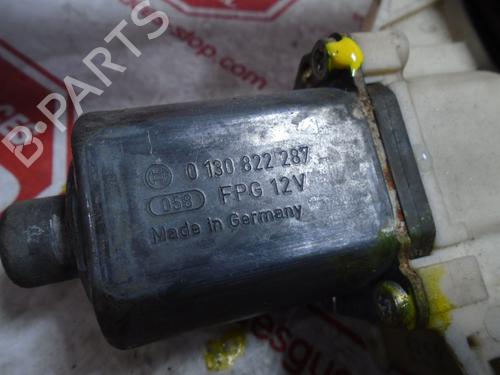 B-PARTS
0 130 822 287
058 FPG 12V
Made in Germany